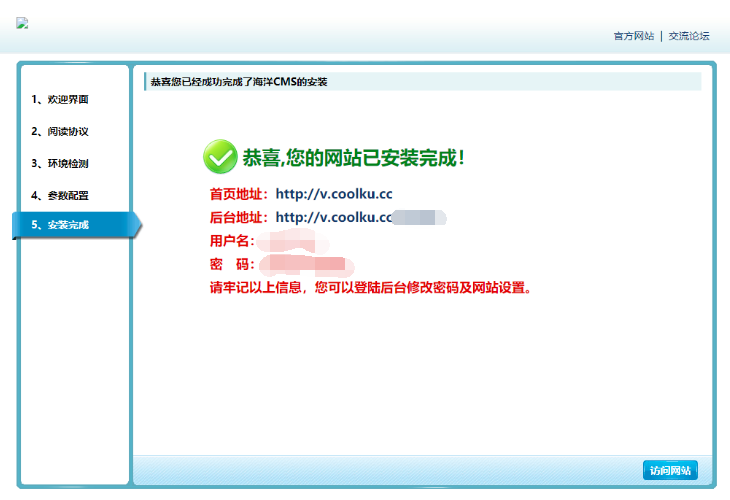 官方网站 | 交流论坛
恭喜您已经成功完成了海洋CMS的安装
1、欢迎界面
2、阅读协议
3、环境检测
4、参数配置
5、安装完成
恭喜,您的网站已安装完成!
首页地址：http://v.coolku.cc
后台地址：http://v.coolku.cc
用户名：
密　码：
请牢记以上信息，您可以登陆后台修改密码及网站设置。
访问网站